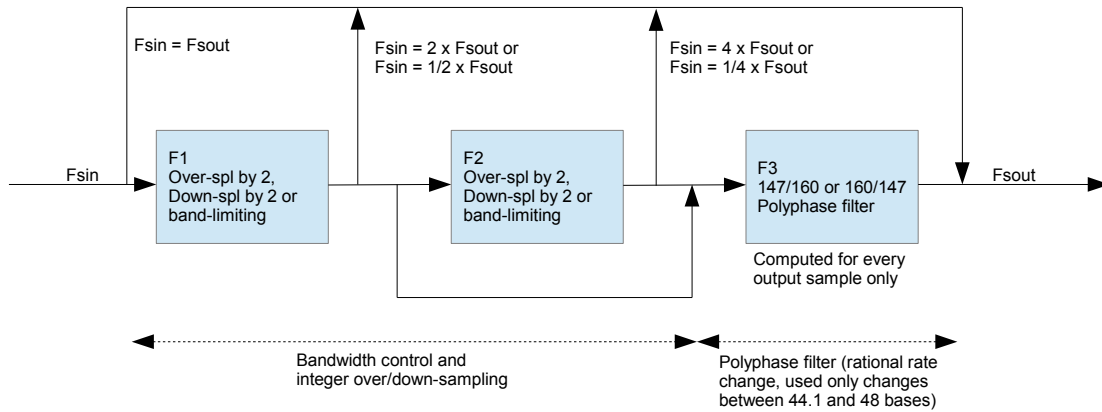 Fsin = Fsout
Fsin = 2 x Fsout or
Fsin = 1/2 x Fsout
Fsin = 4 x Fsout or
Fsin = 1/4 x Fsout
Fsin
F1
Over-spl by 2,
Down-spl by 2 or
band-limiting
F2
Over-spl by 2,
Down-spl by 2 or
band-limiting
F3
147/160 or 160/147
Polyphase filter
Fsout
Computed for every
output sample only
Bandwidth control and
integer over/down-sampling
Polyphase filter (rational rate
change, used only changes
between 44.1 and 48 bases)